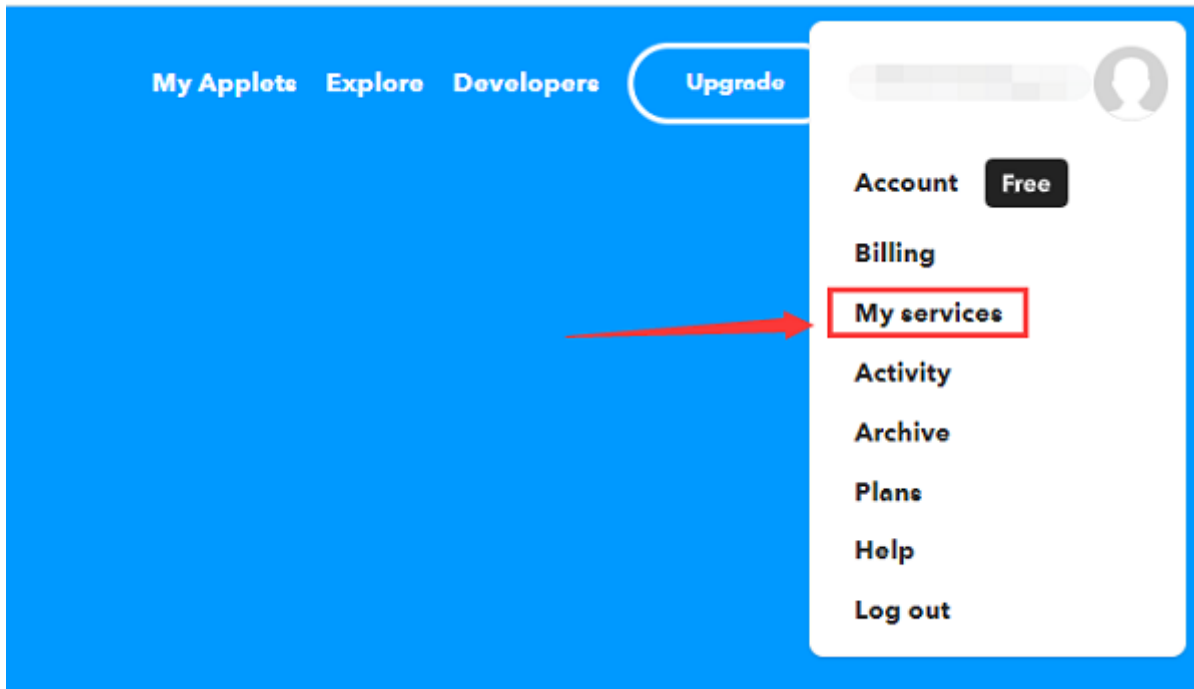 My Applets Explore Developers Upgrade
Account Free
Billing
My services
Activity
Archive
Plans
Help
Log out